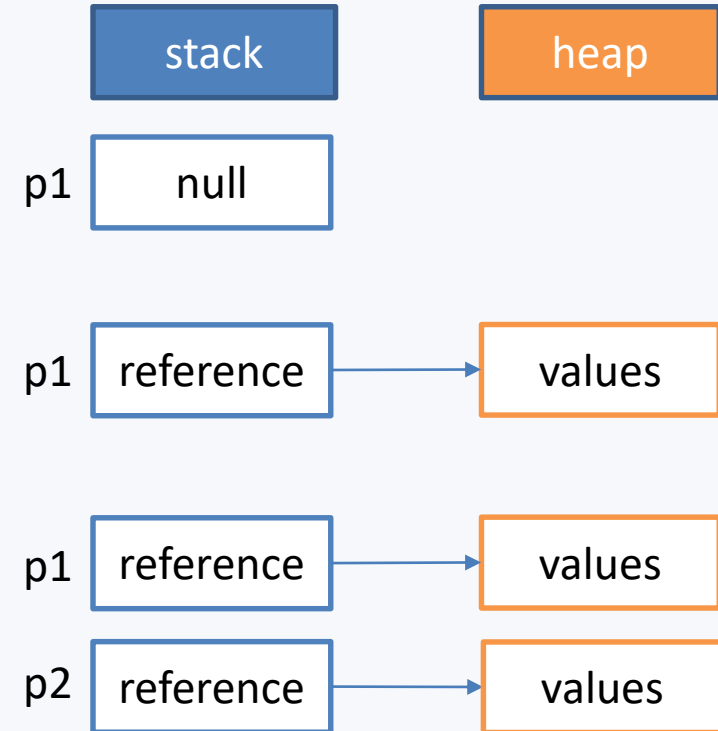 stack heap
p1 null
p1 reference values
p1 reference values
p2 reference values